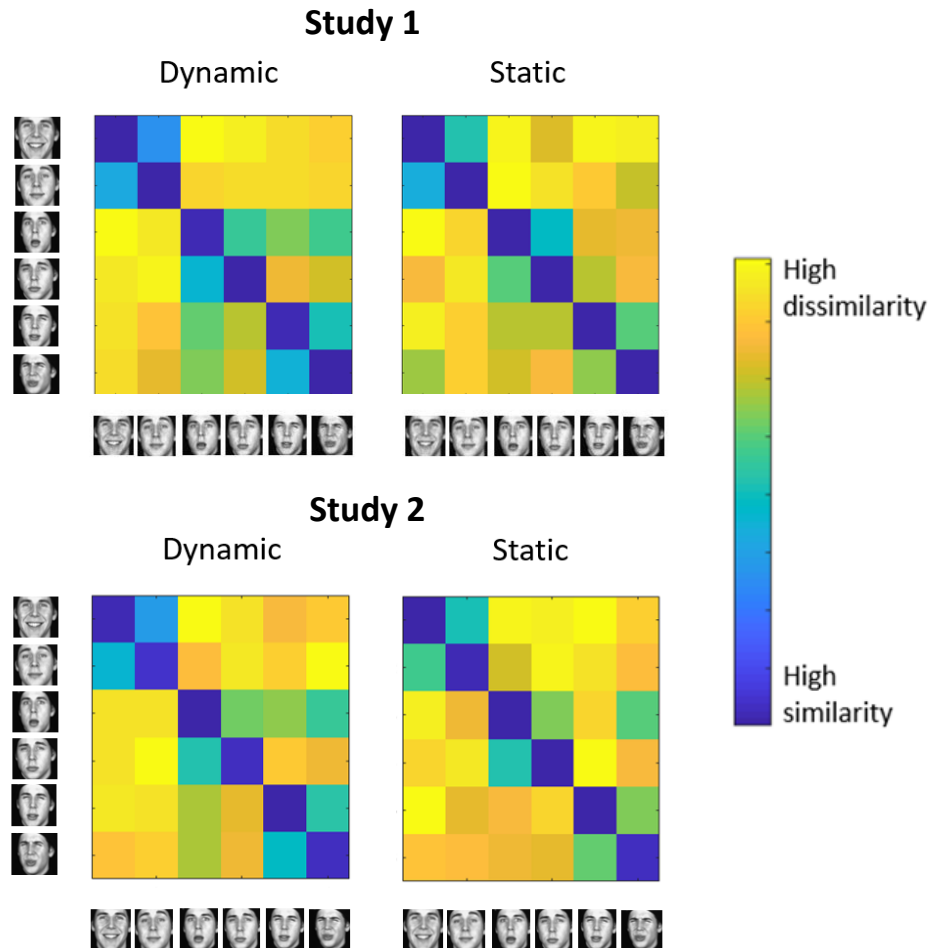 Study 1
Dynamic
Static
High
dissimilarity
High
similarity
Study 2
Dynamic
Static